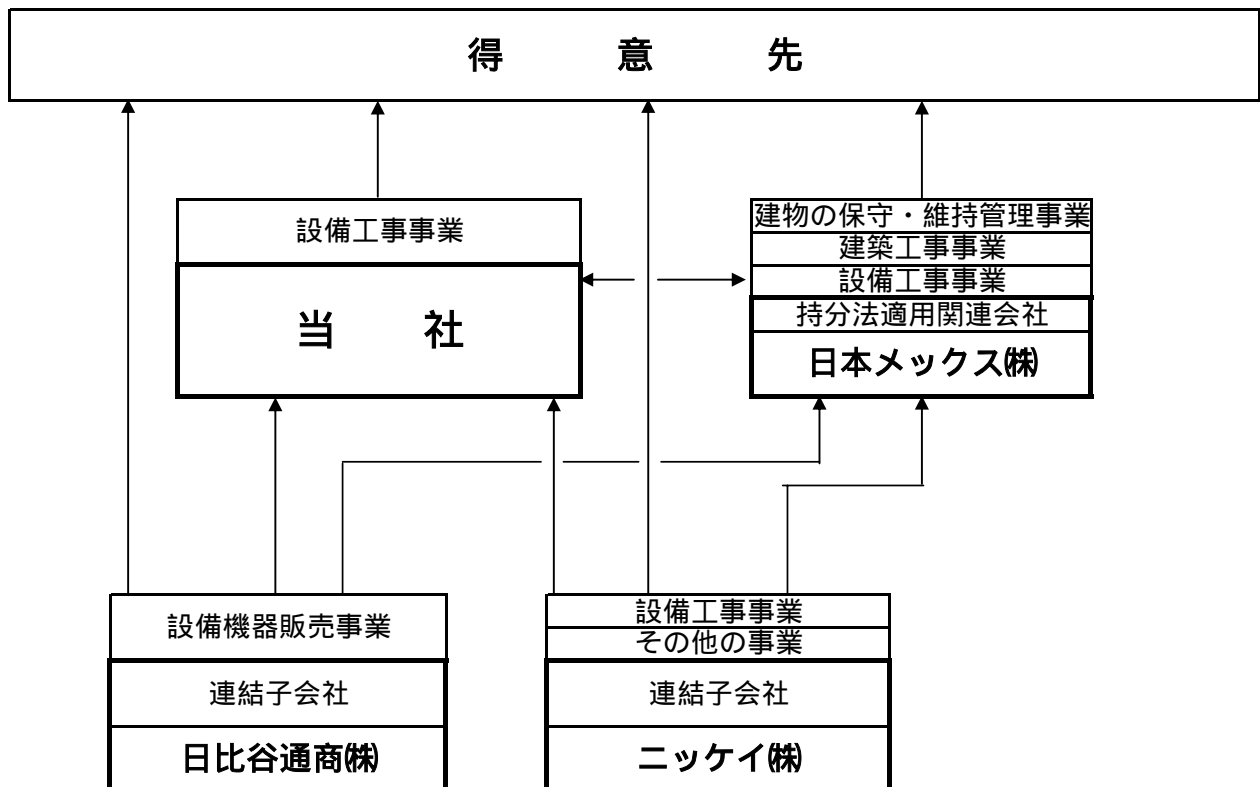 得　意　先
設備工事事業
当　社
建物の保守・維持管理事業
建築工事事業
設備工事事業
持分法適用関連会社
日本メックス㈱
設備機器販売事業
連結子会社
日比谷通商㈱
設備工事事業
その他の事業
連結子会社
ニッケイ㈱